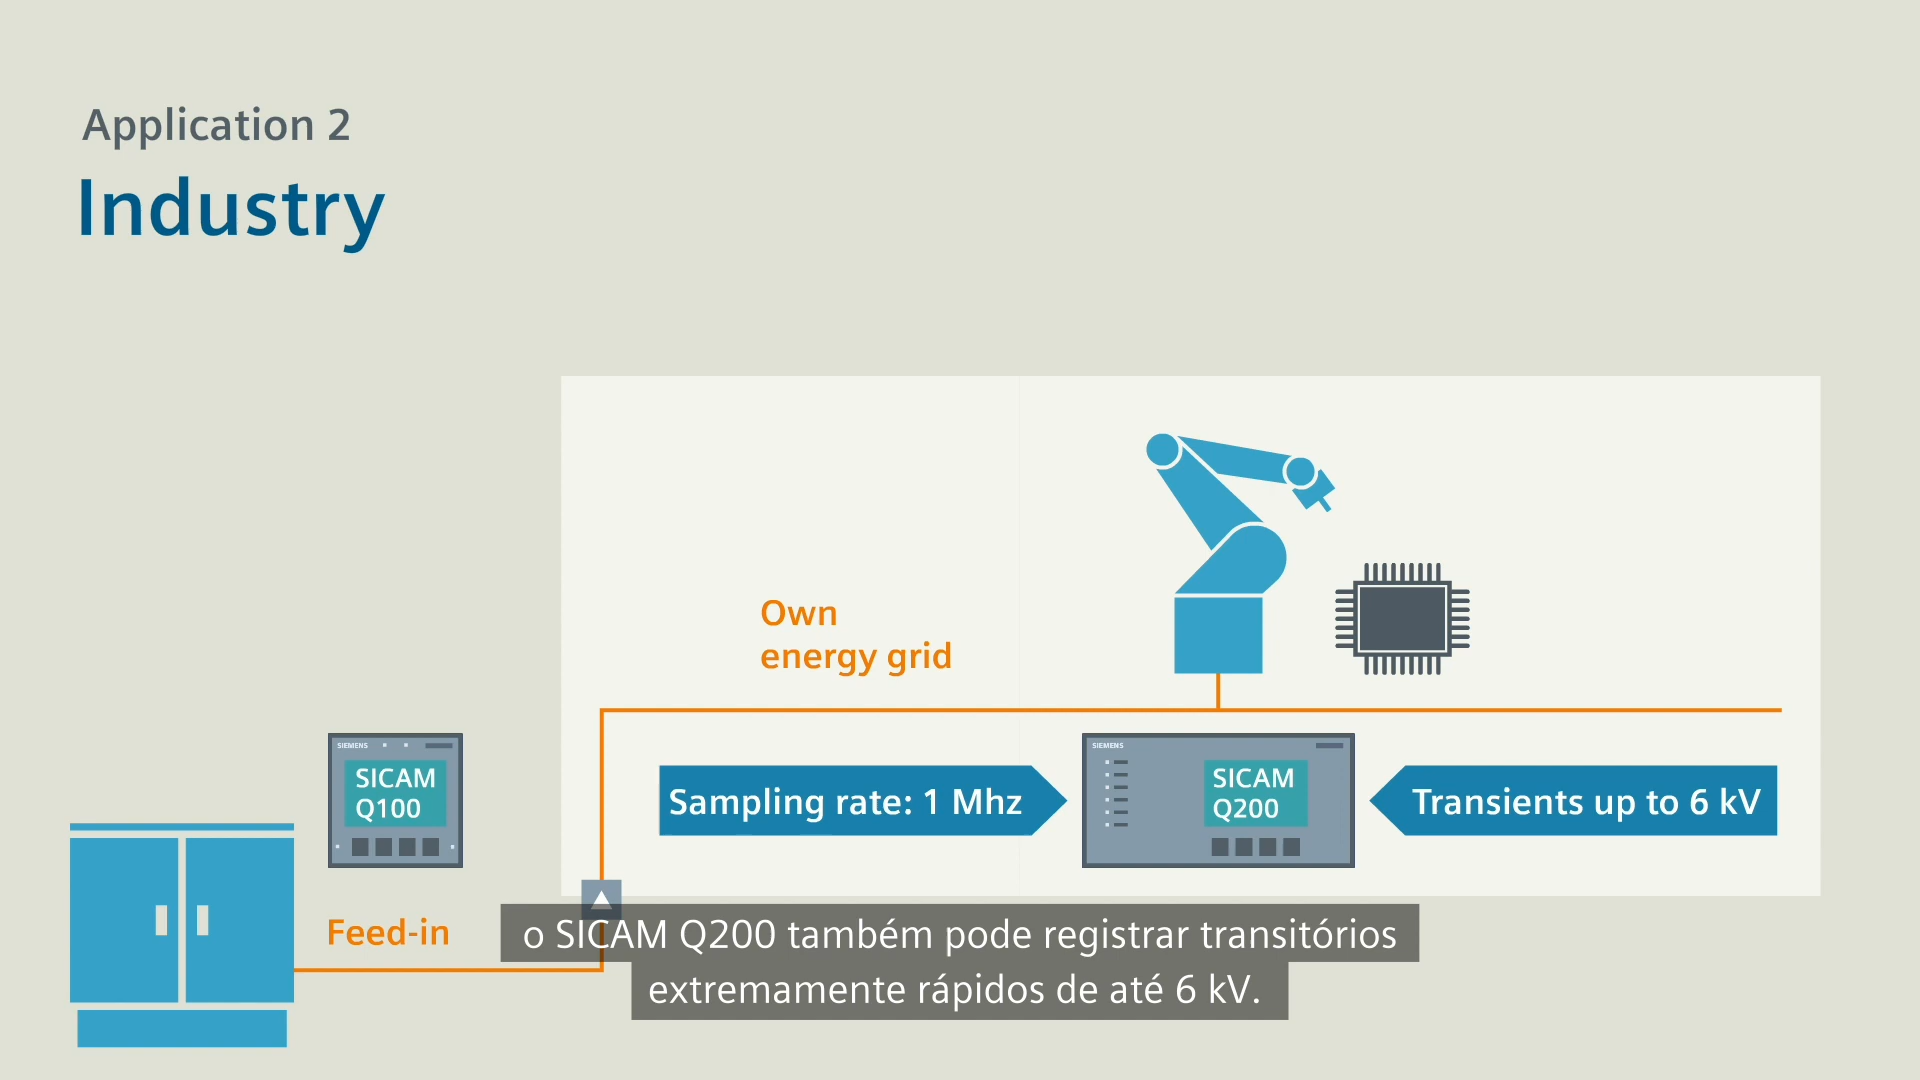 Application 2
Industry
Own
energy grid
SIEMENS
SICAM
Q100
Sampling rate: 1 Mhz
SIEMENS
SICAM
Q200
Transients up to 6 kV
Feed-in
o SICAM Q200 também pode registrar transitórios
extremamente rápidos de até 6 kV.